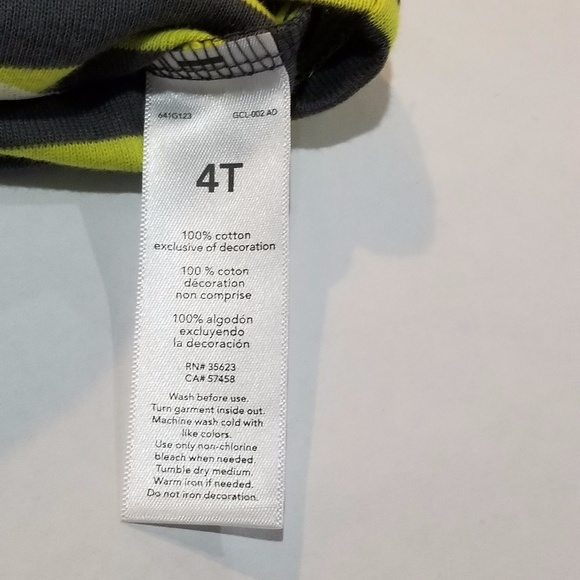 641G123 GCL-002 AD
4T
100% cotton
exclusive of decoration
100 % coton
décoration
non comprise
100% algodón
excluyendo
la decoración
RN# 35623
CA# 57458
Wash before use.
Turn garment inside out.
Machine wash cold with
like colors.
Use only non-chlorine
bleach when needed.
Tumble dry medium.
Warm iron if needed.
Do not iron decoration.